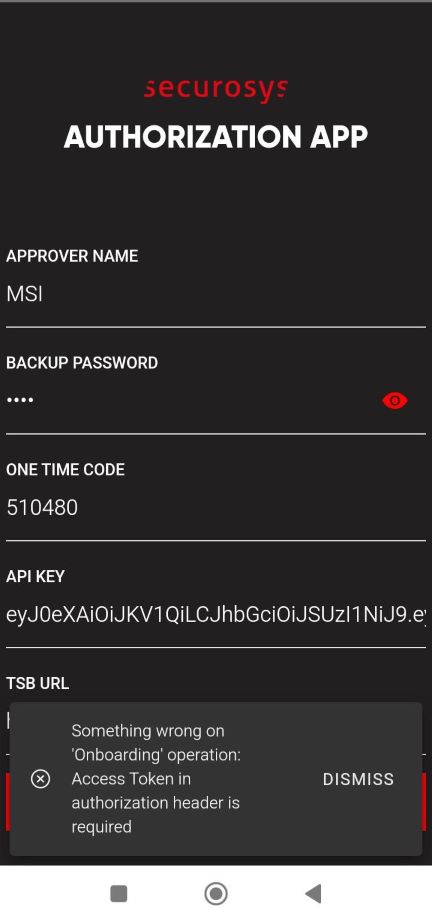 securosys
AUTHORIZATION APP
APPROVER NAME
MSI
BACKUP PASSWORD
••••
ONE TIME CODE
510480
API KEY
eyJ0eXAiOiJKV1QiLCJhbGciOiJSUzI1NiJ9.ey
TSB URL
Something wrong on
'Onboarding' operation:
Access Token in
authorization header is
required
DISMISS